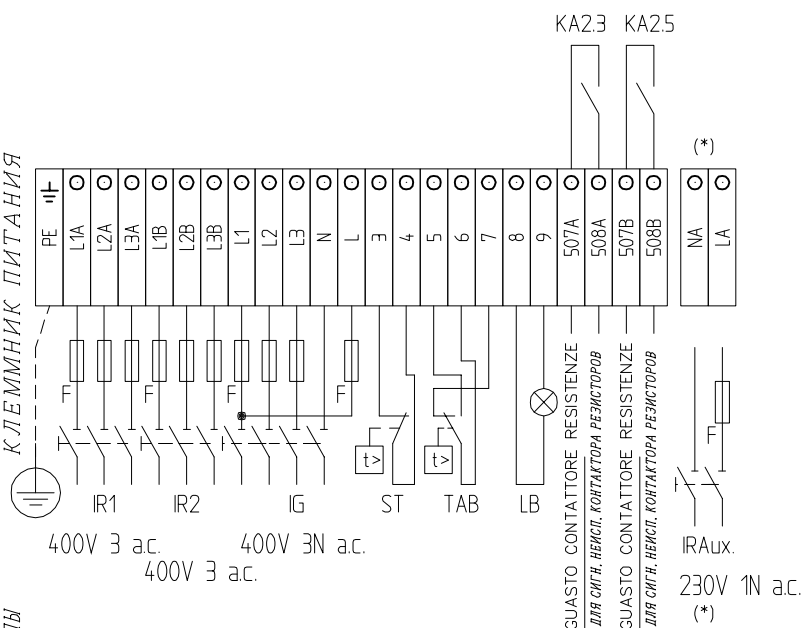 KA2.3 KA2.5
(*)
КЛЕММНИК ПИТАНИЯ
PE L1A L2A L3A L1B L2B L3B L1 L2 L3 N L 3 4 5 6 7 8 9 507A 508A 507B 508B NA LA
F F F F F
t> t>
IR1 IR2 IG ST TAB LB IRAux.
400V 3 a.c. 400V 3N a.c.
400V 3 a.c.
230V 1N a.c.
(*)
GUASTO CONTATTORE RESISTENZE
ДЛЯ СИГН. НЕИСП. КОНТАКТОРА РЕЗИСТОРОВ
GUASTO CONTATTORE RESISTENZE
ДЛЯ СИГН. НЕИСП. КОНТАКТОРА РЕЗИСТОРОВ